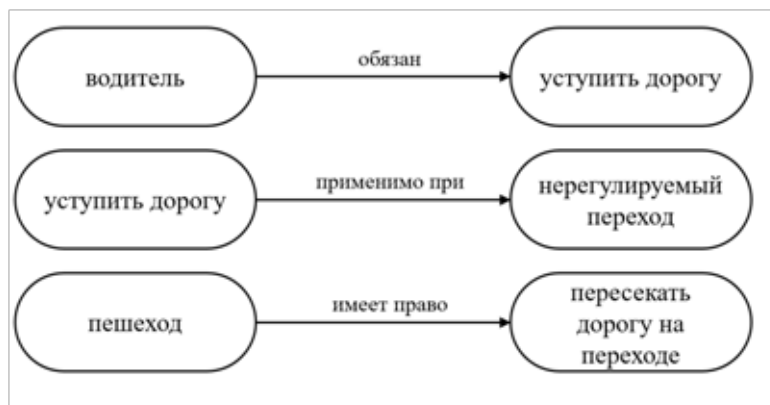 водитель
обязан
уступить дорогу
уступить дорогу
применимо при
нерегулируемый
переход
пешеход
имеет право
пересекать
дорогу на
переходе